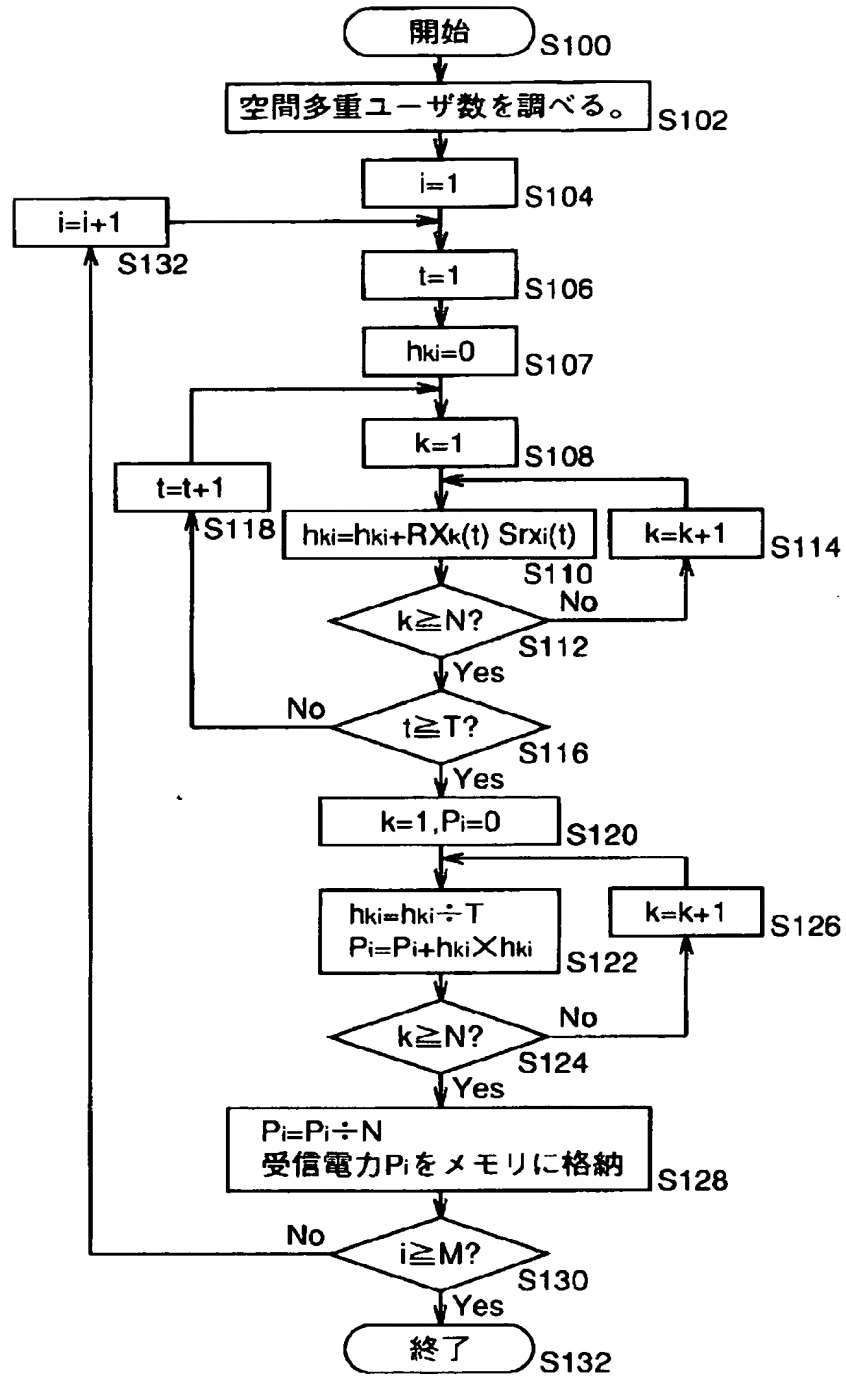 開始
S100
空間多重ユーザ数を調べる。
S102
i=1
S104
i=i+1
S132
t=1
S106
hki=0
S107
k=1
S108
t=t+1
S118
hki=hki+RXk(t) Srxi(t)
S110
k=k+1
S114
k≧N?
S112
No
Yes
t≧T?
S116
No
Yes
k=1,Pi=0
S120
hki=hki÷T
Pi=Pi+hki×hki
S122
k=k+1
S126
k≧N?
S124
No
Yes
Pi=Pi÷N
受信電力Piをメモリに格納
S128
i≧M?
S130
No
Yes
終了
S132